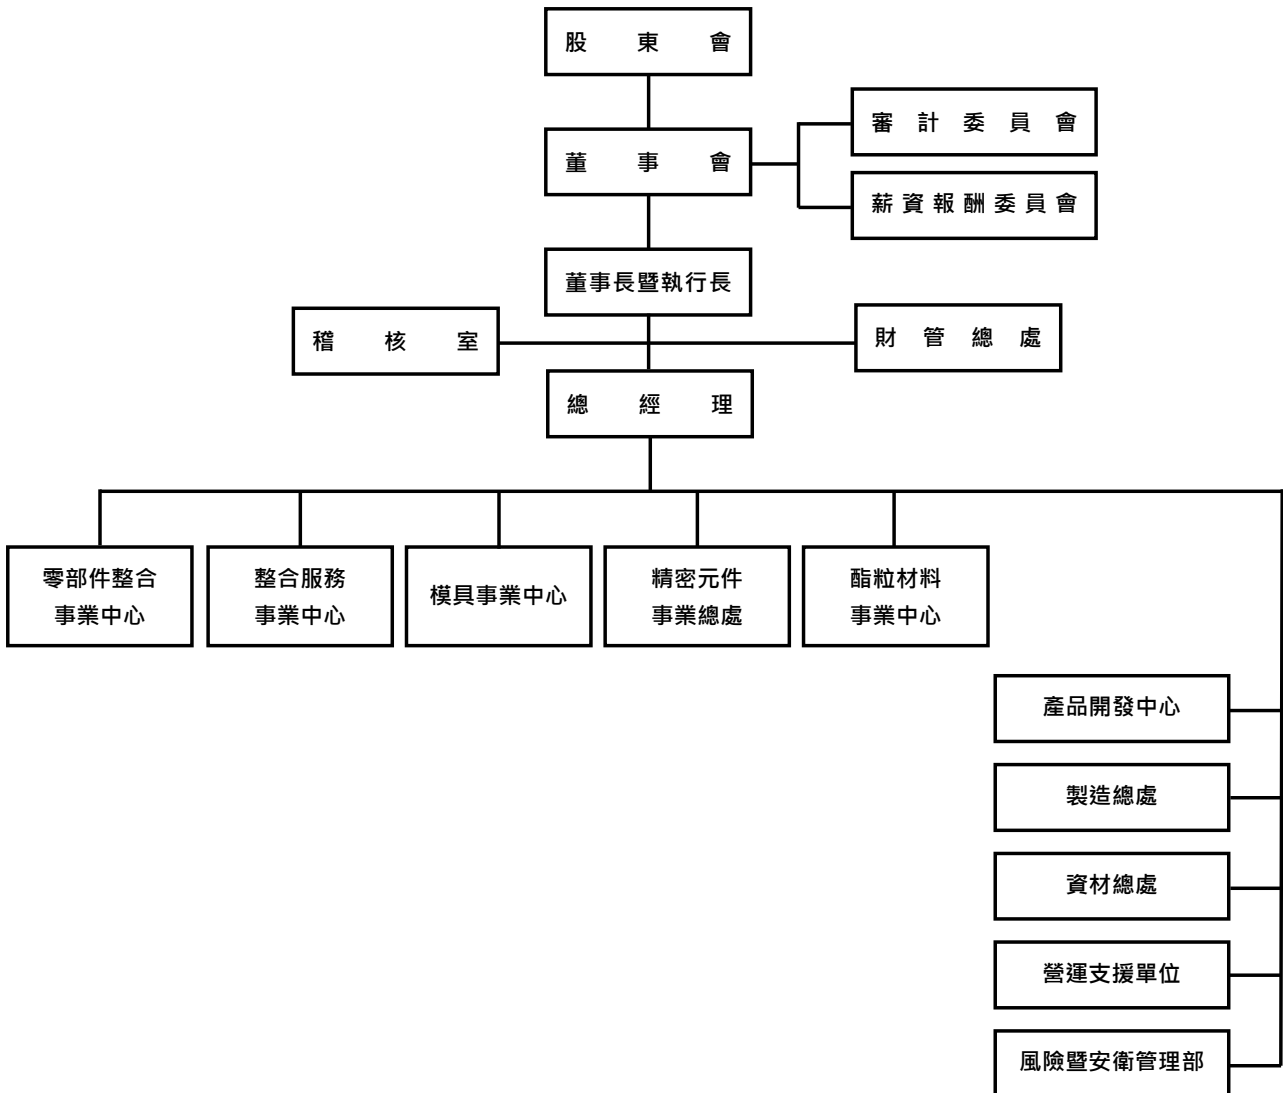 股東會
董事會
審計委員會
薪資報酬委員會
董事長暨執行長
稽核室
財管總處
總經理
零部件整合
事業中心
整合服務
事業中心
模具事業中心
精密元件
事業總處
酯粒材料
事業中心
產品開發中心
製造總處
資材總處
營運支援單位
風險暨安衛管理部